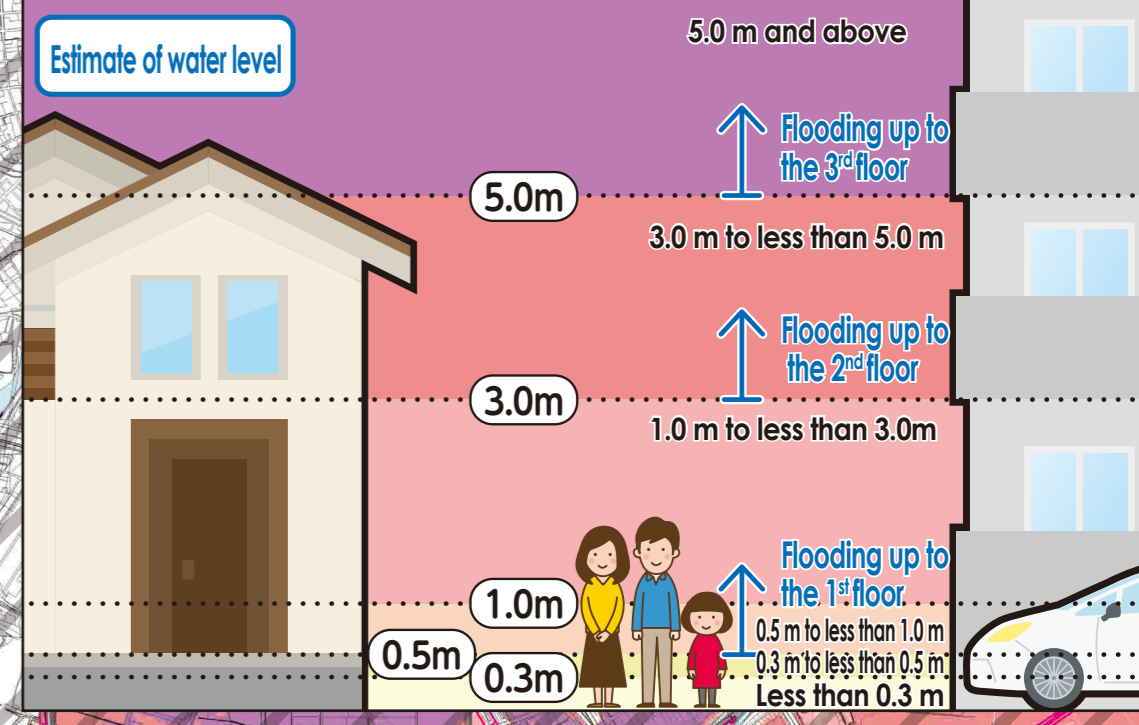 Estimate of water level
5.0 m and above
Flooding up to
the 3rd floor
5.0m
3.0 m to less than 5.0 m
Flooding up to
the 2nd floor
3.0m
1.0 m to less than 3.0m
Flooding up to
the 1st floor
1.0m
0.5 m to less than 1.0 m
0.5m
0.3 m to less than 0.5 m
0.3m
Less than 0.3 m